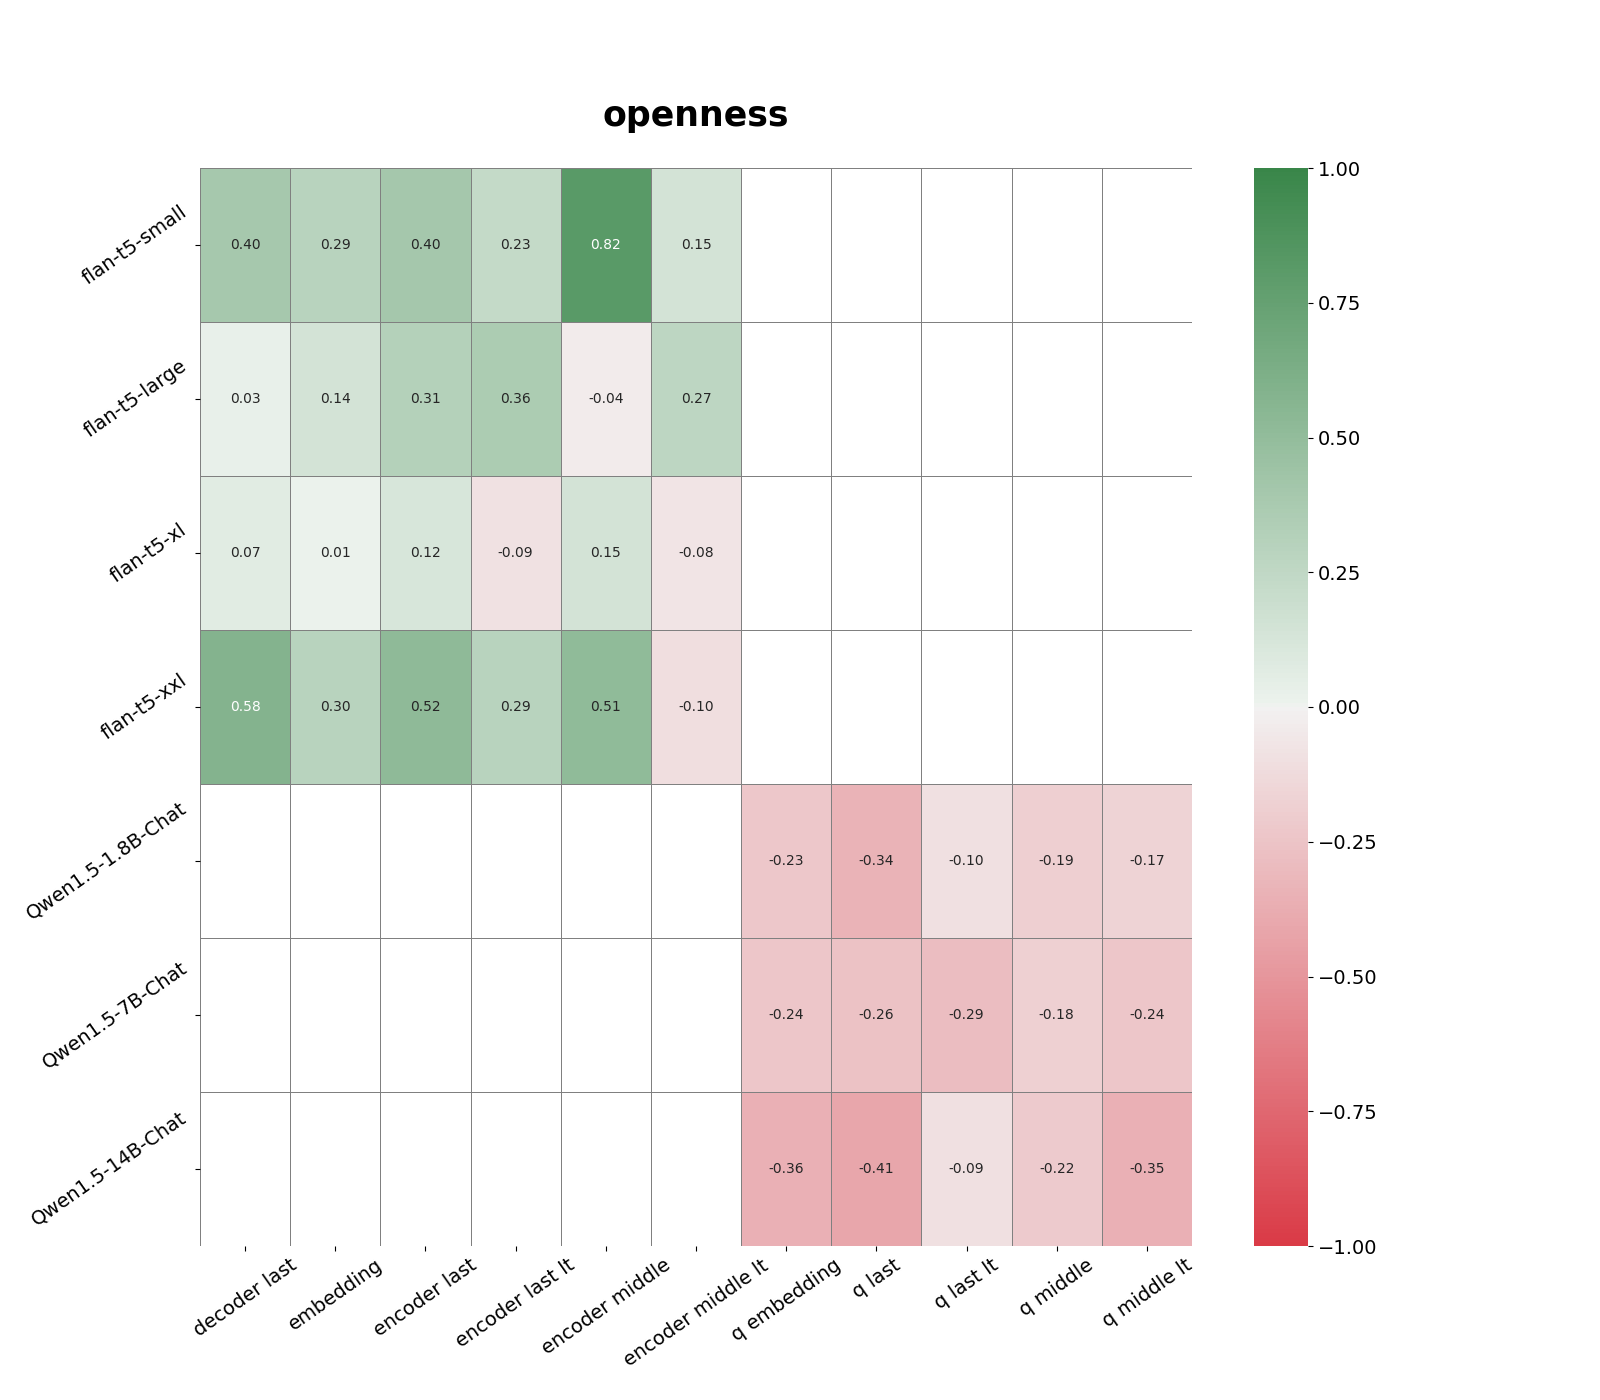 openness
flan-t5-small 0.40 0.29 0.40 0.23 0.82 0.15
flan-t5-large 0.03 0.14 0.31 0.36 -0.04 0.27
flan-t5-xl 0.07 0.01 0.12 -0.09 0.15 -0.08
flan-t5-xxl 0.58 0.30 0.52 0.29 0.51 -0.10
Qwen1.5-1.8B-Chat -0.23 -0.34 -0.10 -0.19 -0.17
Qwen1.5-7B-Chat -0.24 -0.26 -0.29 -0.18 -0.24
Qwen1.5-14B-Chat -0.36 -0.41 -0.09 -0.22 -0.35
decoder last
embedding
encoder last
encoder last lt
encoder middle
encoder middle lt
q embedding
q last
q last lt
q middle
q middle lt
1.00
0.75
0.50
0.25
0.00
−0.25
−0.50
−0.75
−1.00